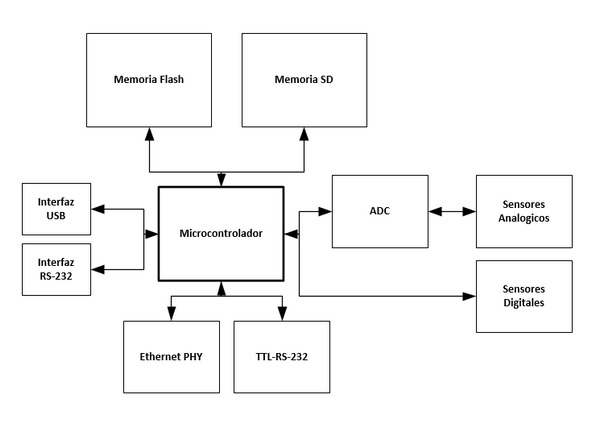 Memoria Flash
Memoria SD
Interfaz
USB
Interfaz
RS-232
Microcontrolador
ADC
Sensores
Analogicos
Sensores
Digitales
Ethernet PHY
TTL-RS-232